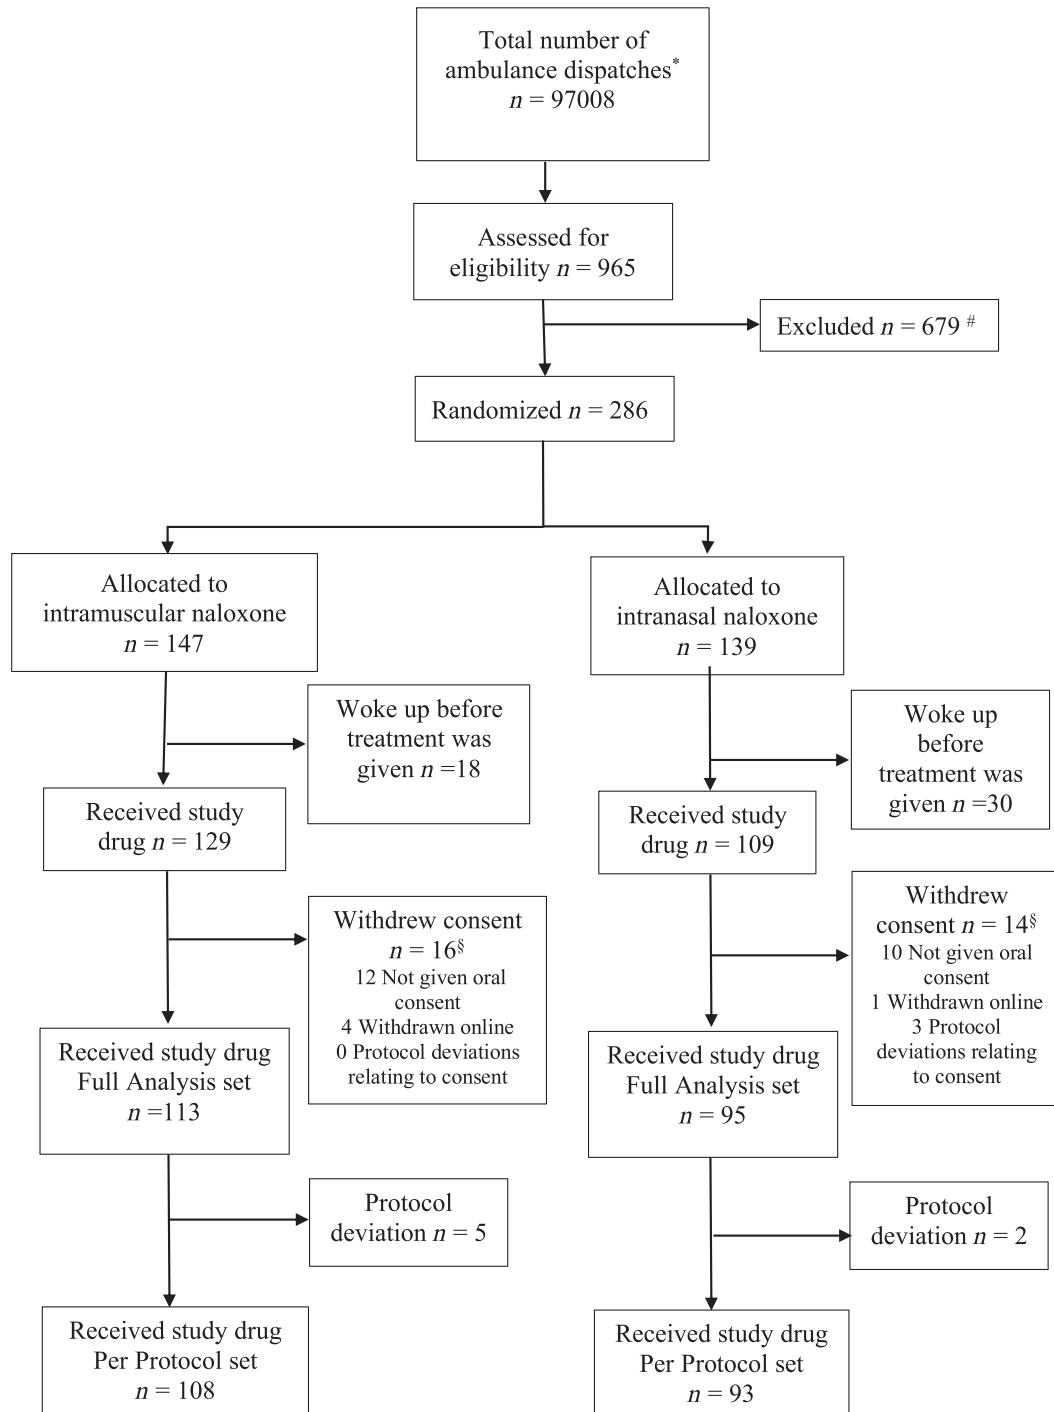 Total number of
ambulance dispatches*
n = 97008
Assessed for
eligibility n = 965
Excluded n = 679 #
Randomized n = 286
Allocated to
intramuscular naloxone
n = 147
Allocated to
intranasal naloxone
n = 139
Woke up before
treatment was
given n =18
Woke up
before
treatment was
given n =30
Received study
drug n = 129
Received study
drug n = 109
Withdrew consent
n = 16§
12 Not given oral
consent
4 Withdrawn online
0 Protocol deviations
relating to consent
Withdrew
consent n = 14§
10 Not given oral
consent
1 Withdrawn online
3 Protocol
deviations relating
to consent
Received study drug
Full Analysis set
n =113
Received study drug
Full Analysis set
n = 95
Protocol
deviation n = 5
Protocol
deviation n = 2
Received study drug
Per Protocol set
n = 108
Received study drug
Per Protocol set
n = 93